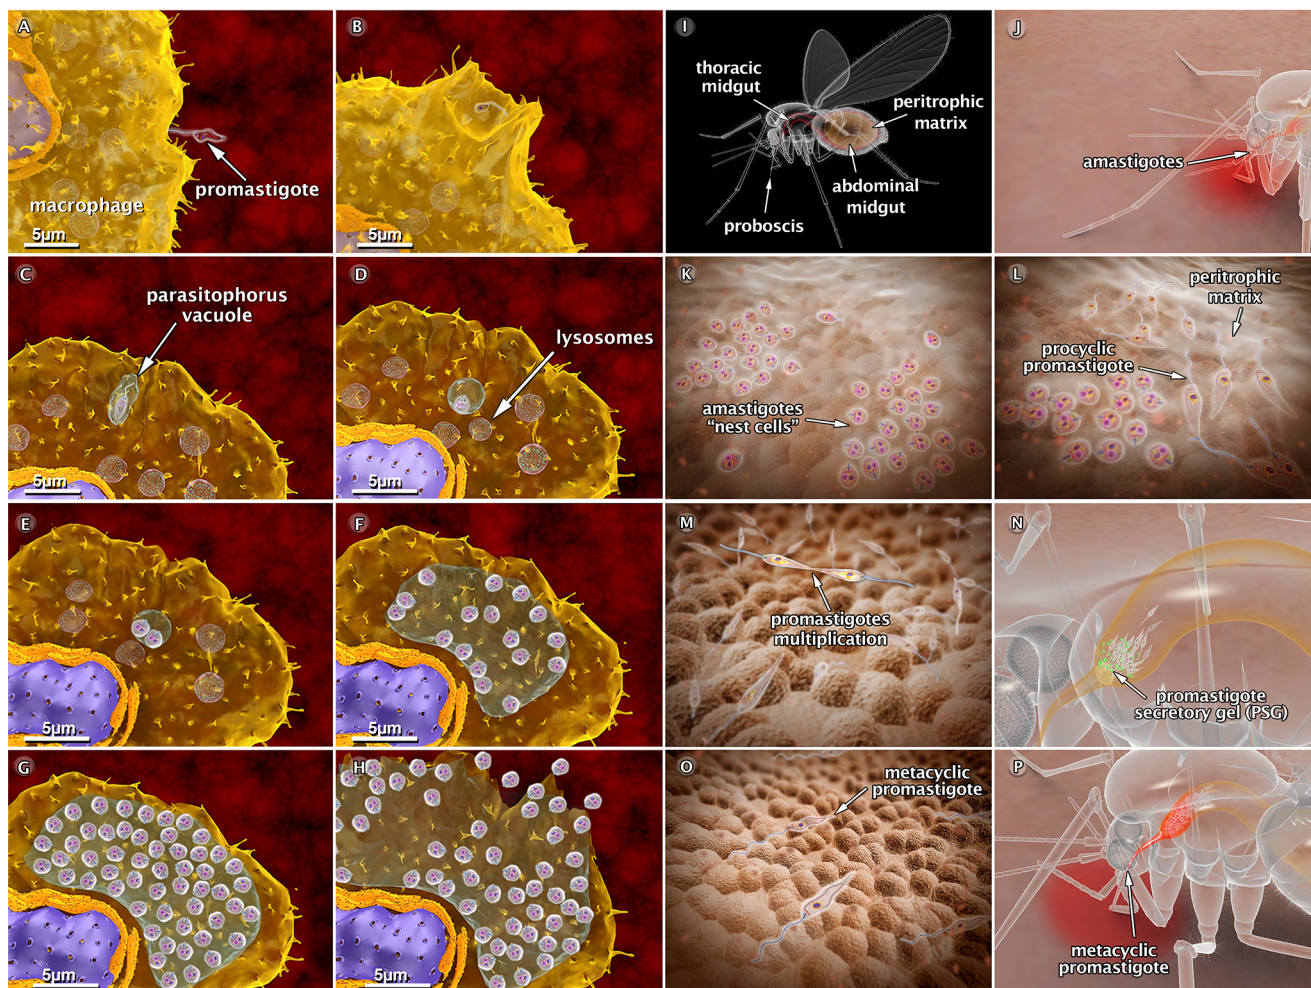 A
promastigote
macrophage
5µm
B
5µm
I
thoracic
midgut
peritrophic
matrix
abdominal
midgut
proboscis
J
amastigotes
C
parasitophorus
vacuole
5µm
D
lysosomes
5µm
K
amastigotes
"nest cells"
L
peritrophic
matrix
procyclic
promastigote
E
5µm
F
5µm
M
promastigotes
multiplication
N
promastigote
secretory gel (PSG)
G
5µm
H
5µm
O
metacyclic
promastigote
P
metacyclic
promastigote